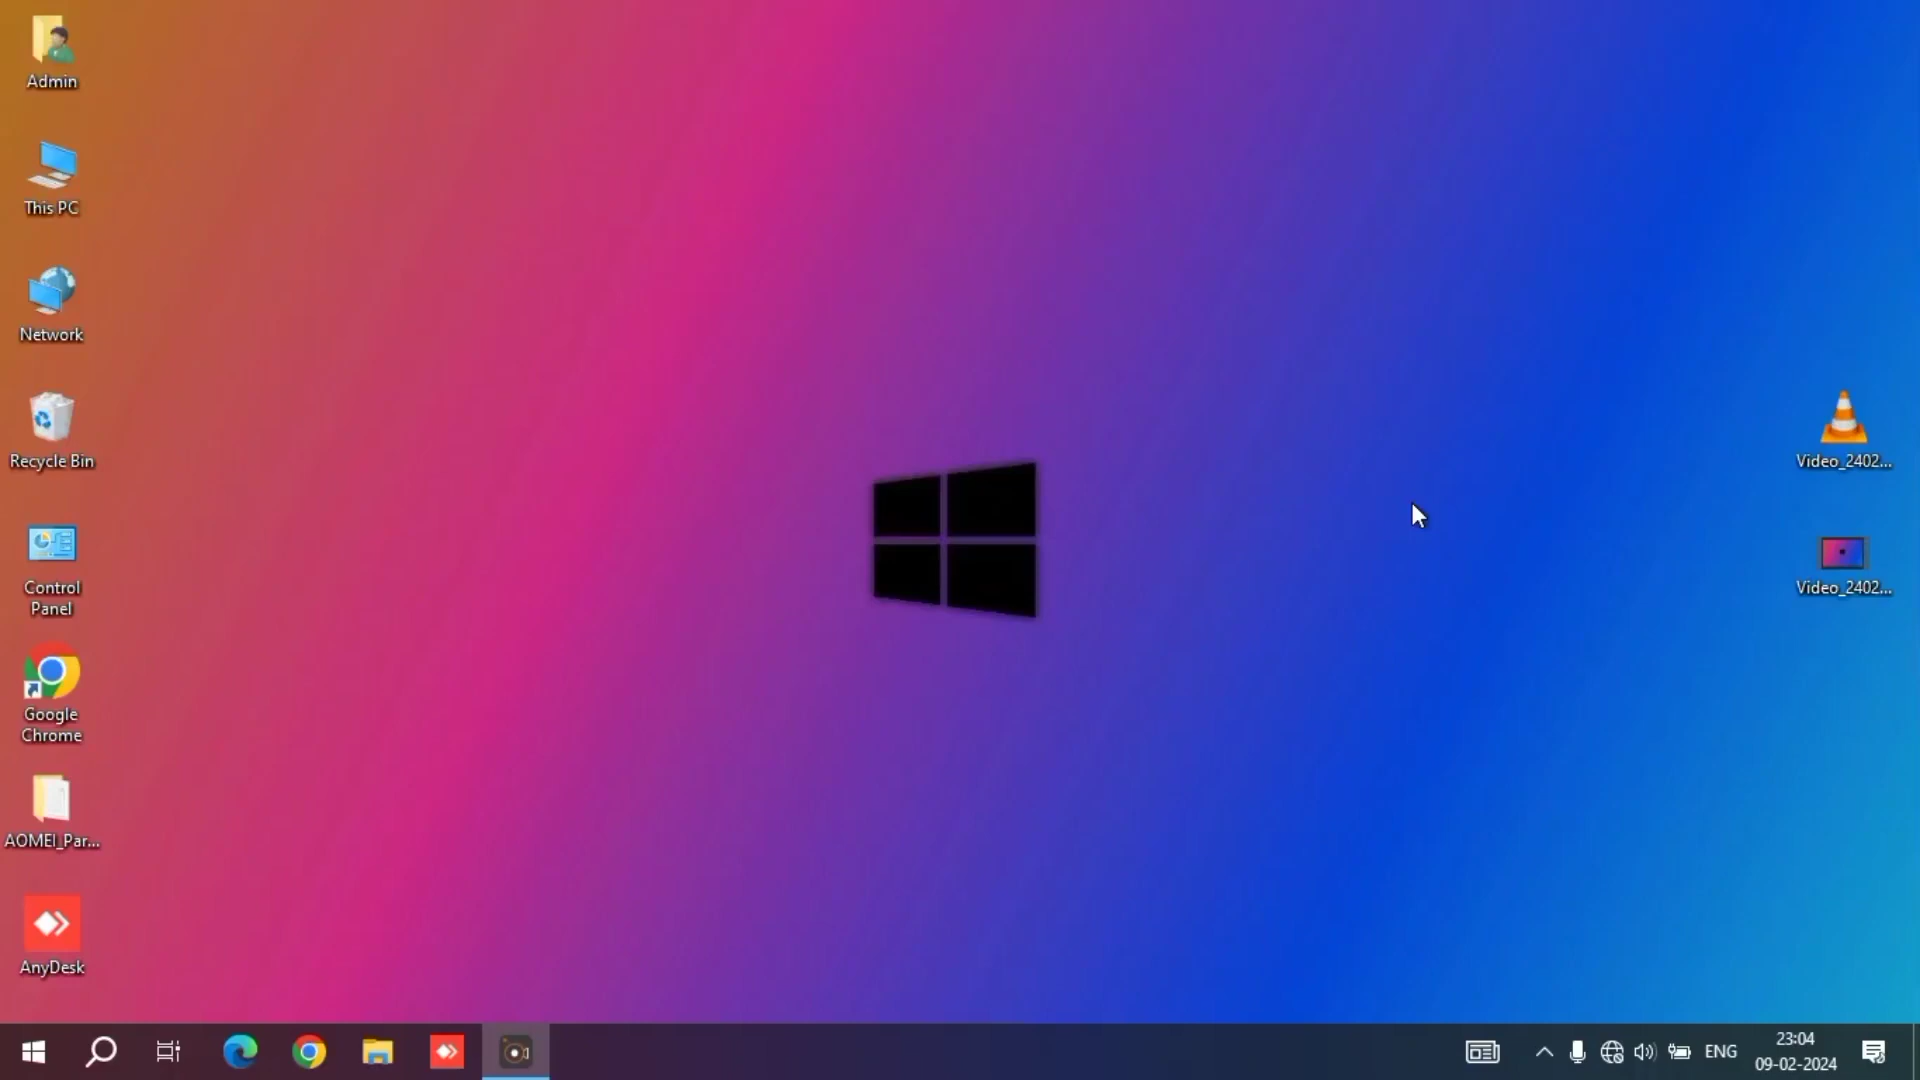 Admin
This PC
Network
Recycle Bin
Control
Panel
Google
Chrome
AOMEI_Par...
AnyDesk
Video_2402...
Video_2402...
ENG
23:04
09-02-2024